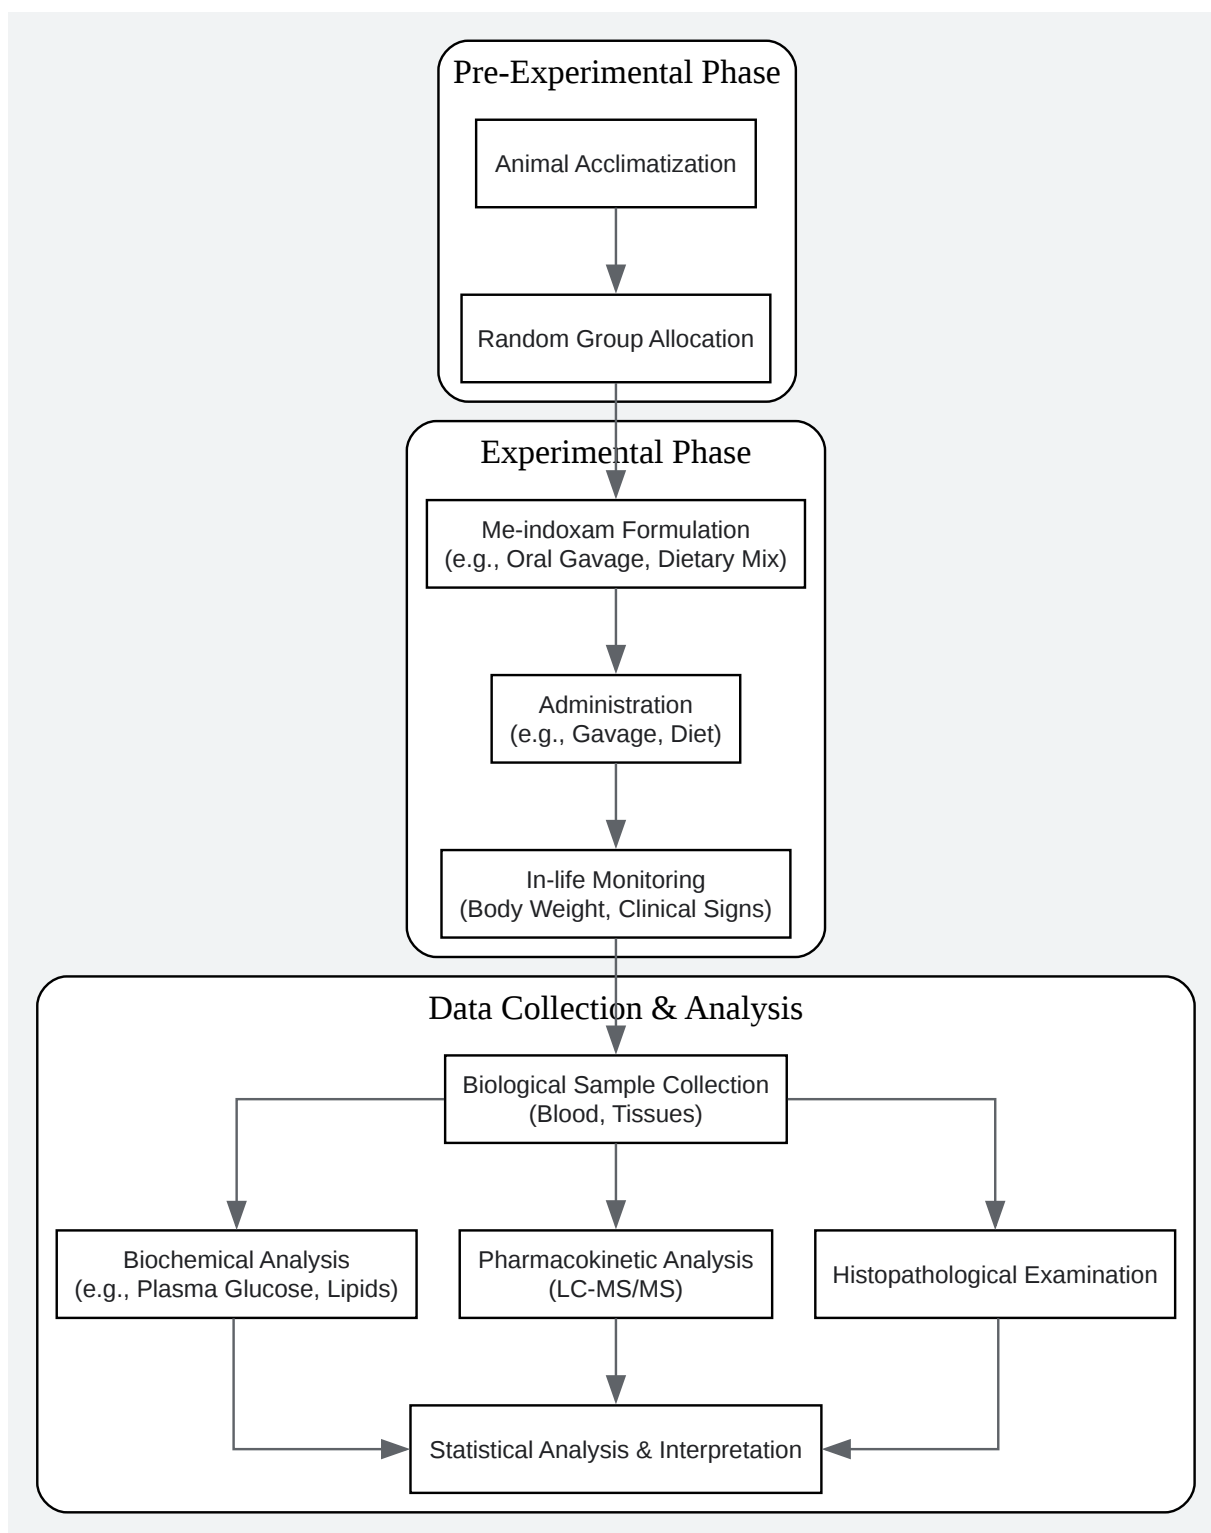 Pre-Experimental Phase
Animal Acclimatization
Random Group Allocation
Experimental Phase
Me-indoxam Formulation
(e.g., Oral Gavage, Dietary Mix)
Administration
(e.g., Gavage, Diet)
In-life Monitoring
(Body Weight, Clinical Signs)
Data Collection & Analysis
Biological Sample Collection
(Blood, Tissues)
Biochemical Analysis
(e.g., Plasma Glucose, Lipids)
Pharmacokinetic Analysis
(LC-MS/MS)
Histopathological Examination
Statistical Analysis & Interpretation